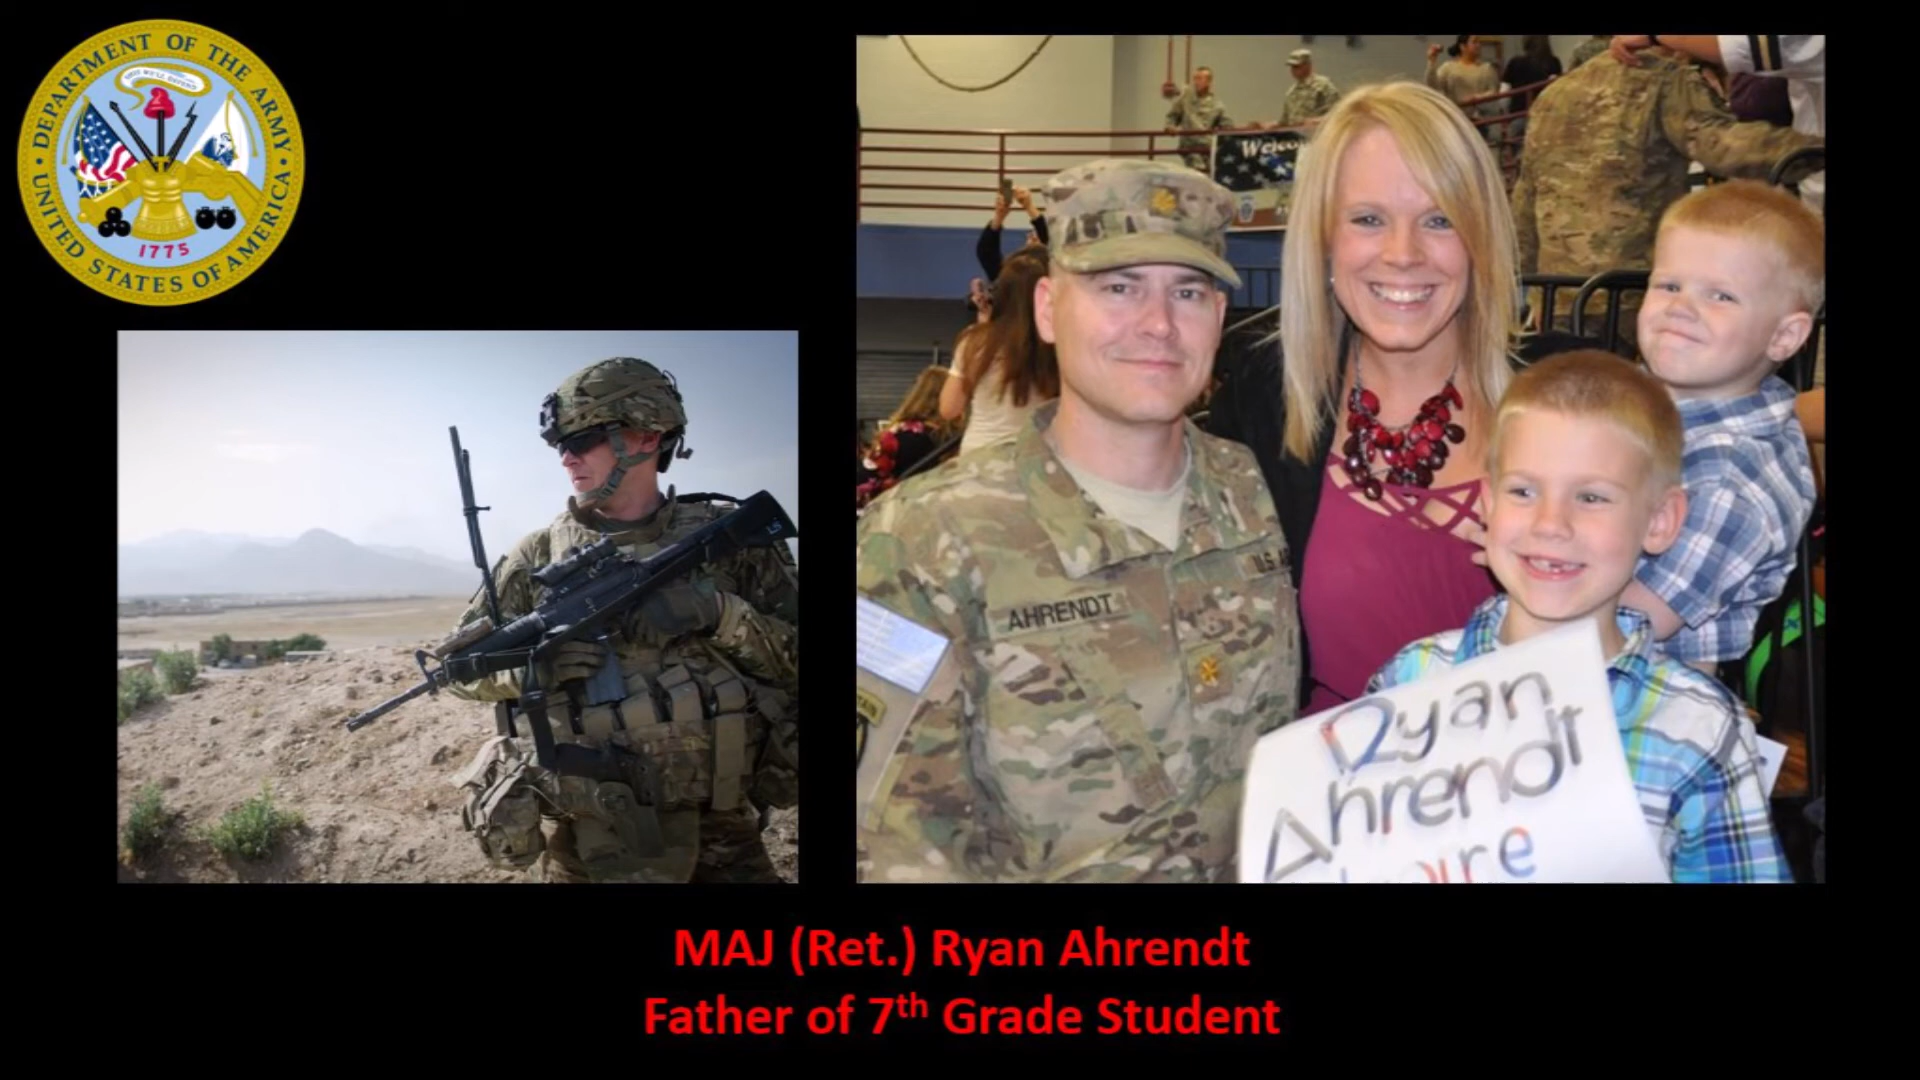 DEPARTMENT OF THE ARMY
UNITED STATES OF AMERICA
1775
AHRENDT
U.S.
Ryan
Ahrendt
MAJ (Ret.) Ryan Ahrendt
Father of 7th Grade Student